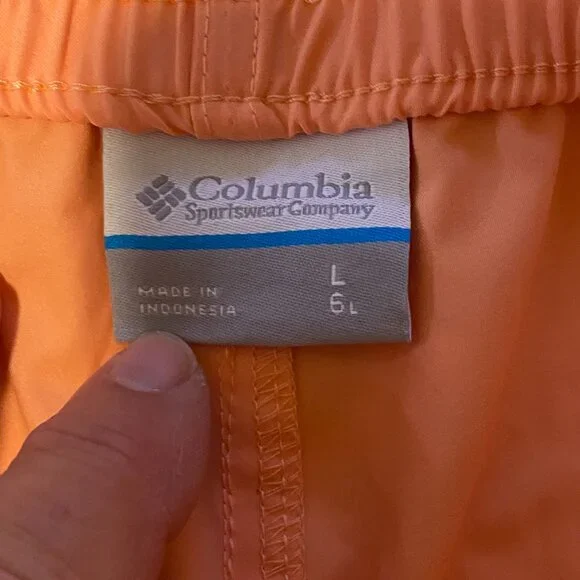 Columbia
Sportswear Company
L
MADE IN
6L
INDONESIA